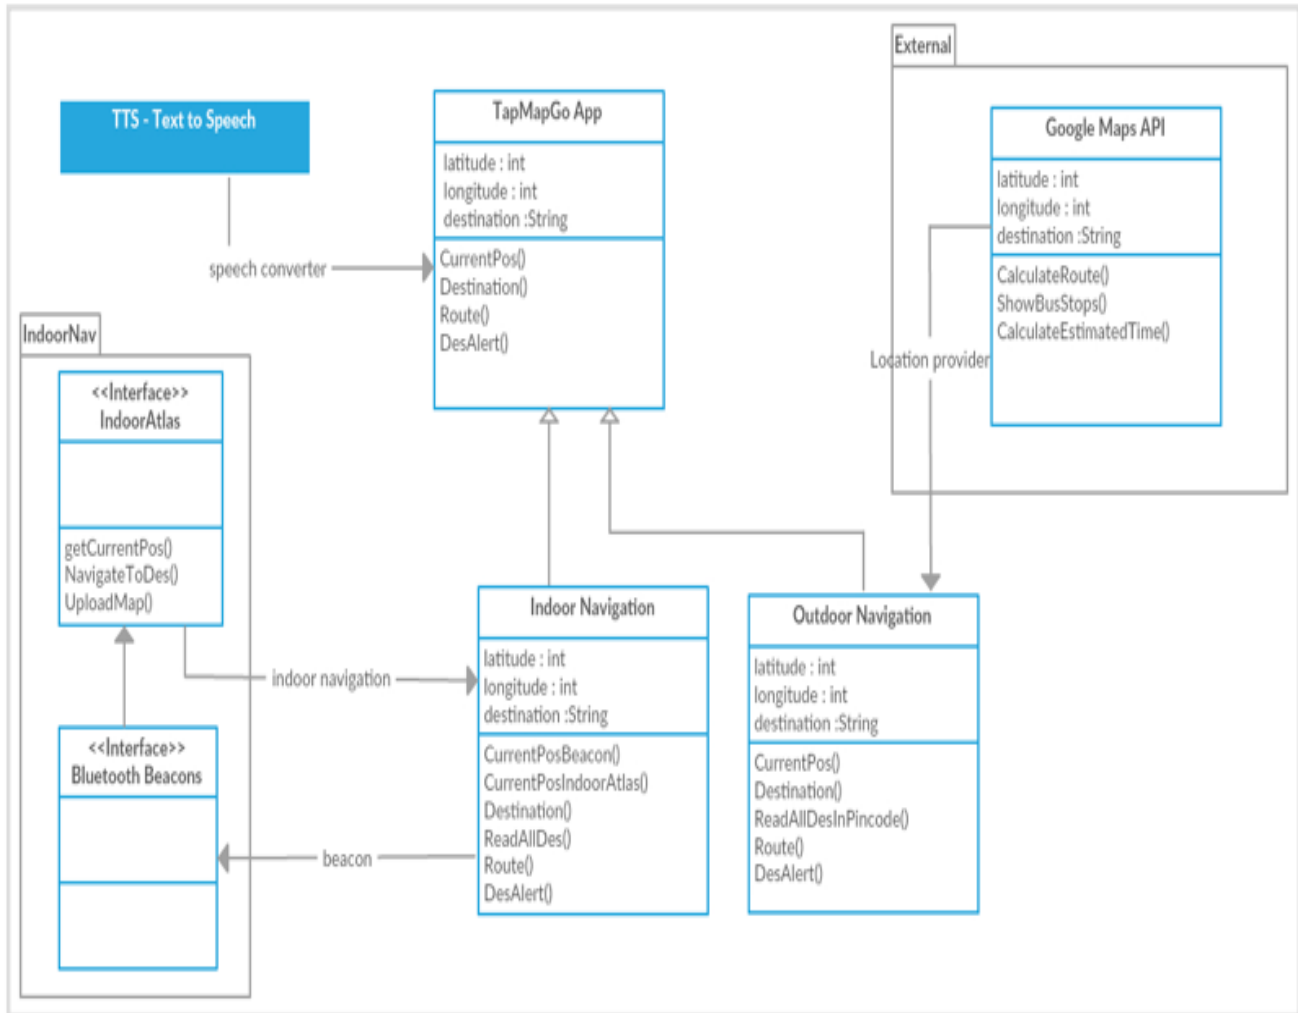 External
TTS - Text to Speech
TapMapGo App
latitude : int
longitude : int
destination :String
CurrentPos()
Destination()
Route()
DesAlert()
Google Maps API
latitude : int
longitude : int
destination :String
CalculateRoute()
ShowBusStops()
CalculateEstimatedTime()
speech converter
Location provider
IndoorNav
<<Interface>>
IndoorAtlas
getCurrentPos()
NavigateToDes()
UploadMap()
indoor navigation
<<Interface>>
Bluetooth Beacons
beacon
Indoor Navigation
latitude : int
longitude : int
destination :String
CurrentPosBeacon()
CurrentPosIndoorAtlas()
Destination()
ReadAllDes()
Route()
DesAlert()
Outdoor Navigation
latitude : int
longitude : int
destination :String
CurrentPos()
Destination()
ReadAllDesInPincode()
Route()
DesAlert()